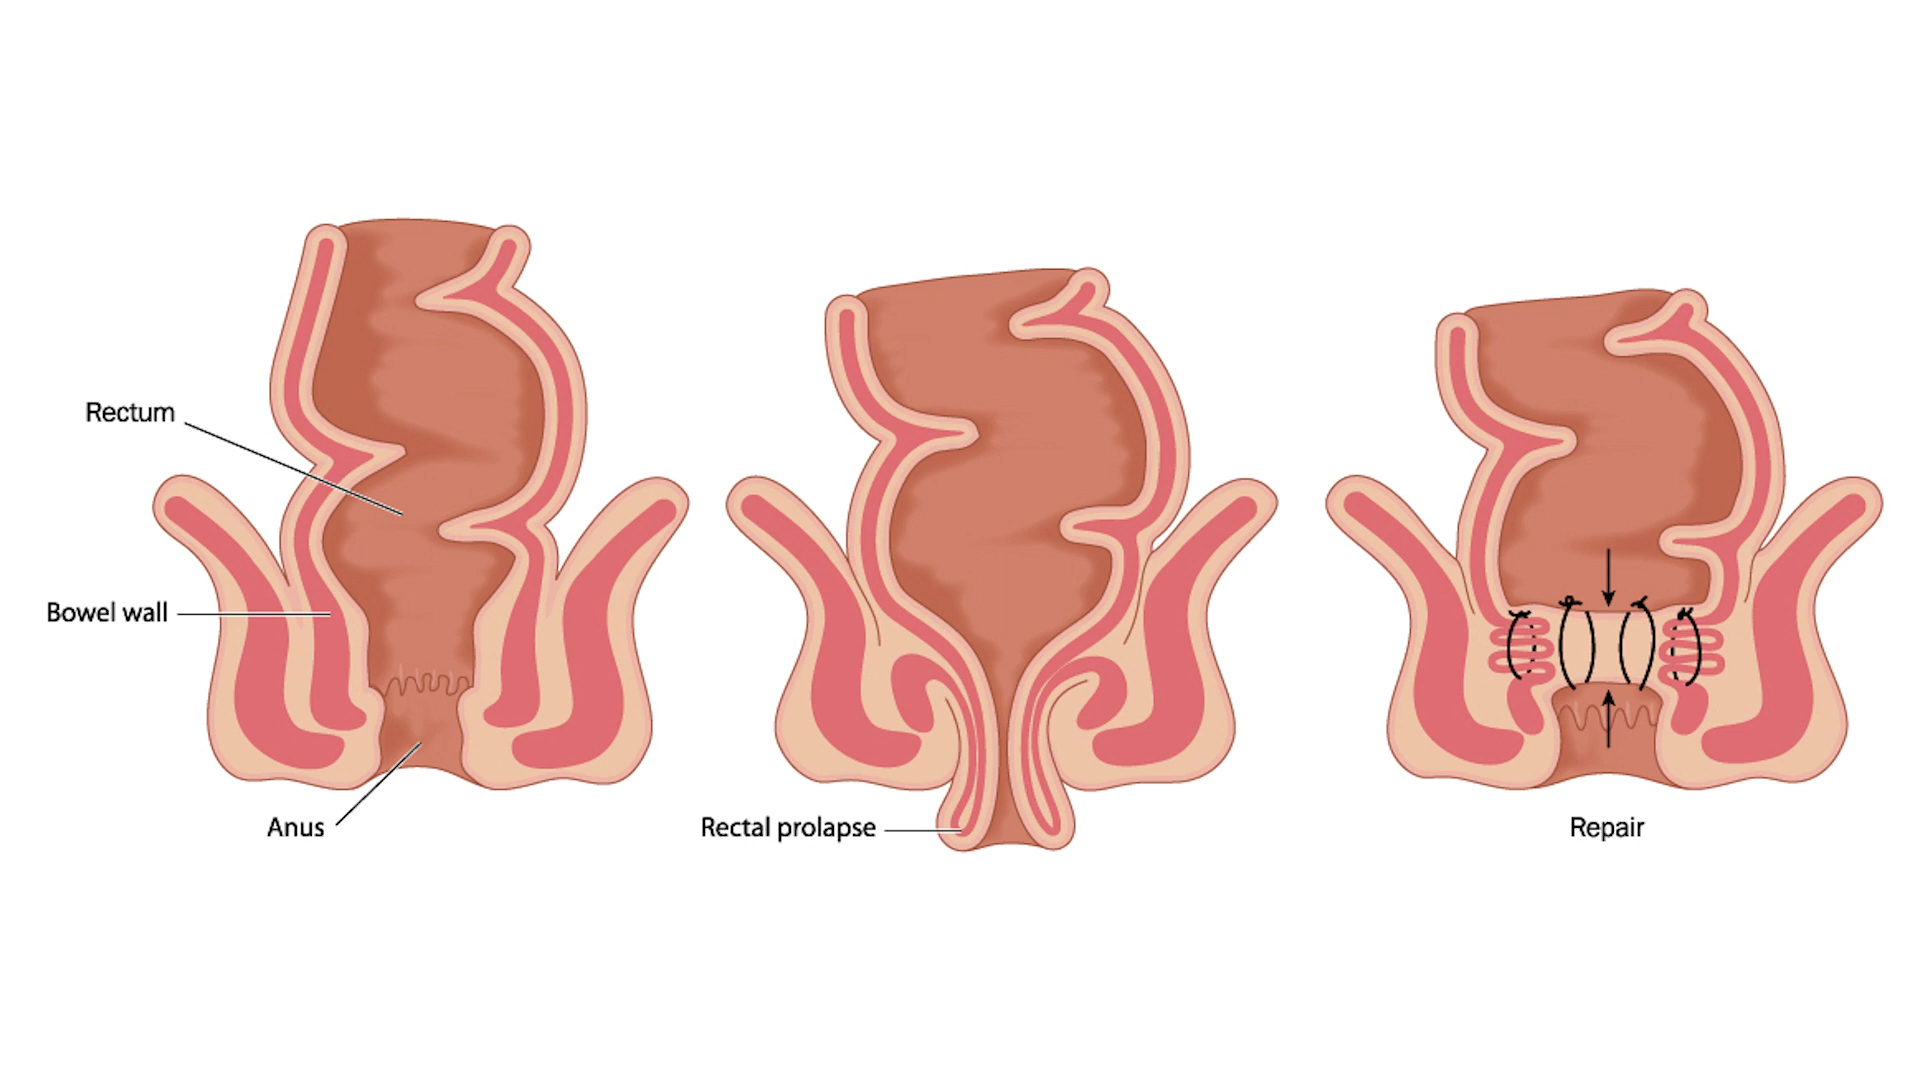 Rectum
Bowel wall
Anus
Rectal prolapse
Repair